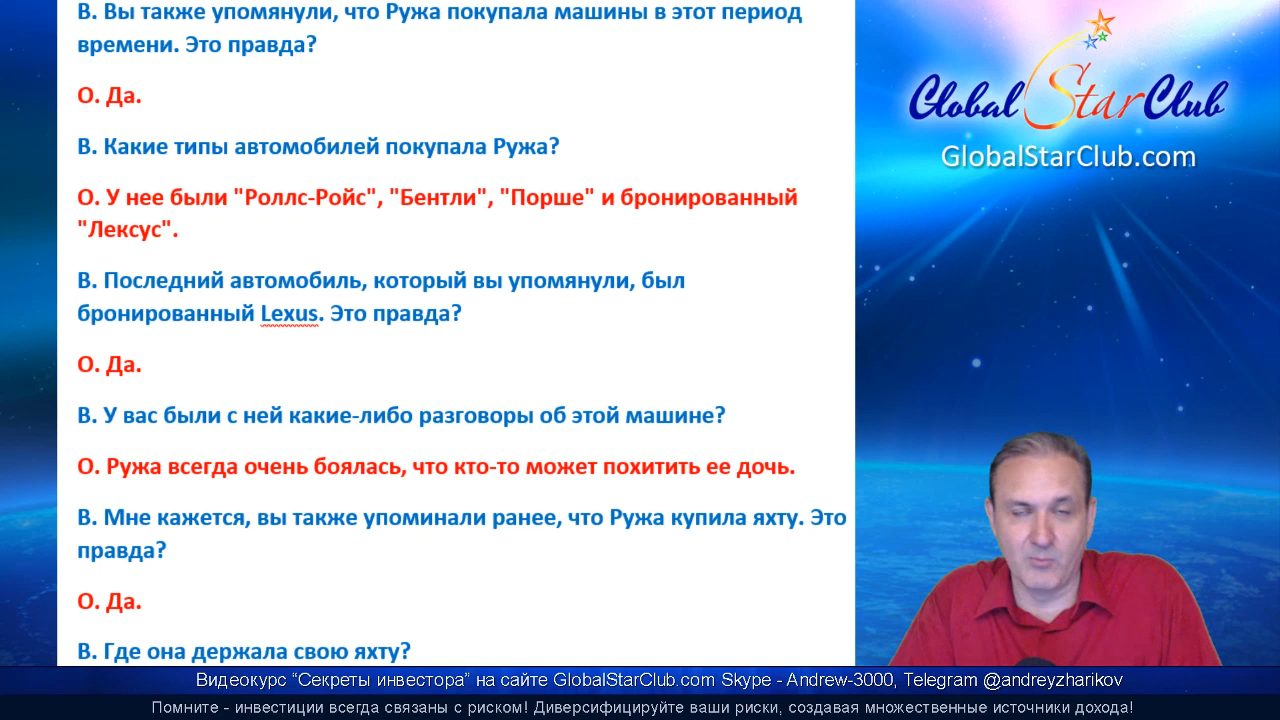 В. Вы также упомянули, что Ружа покупала машины в этот период
времени. Это правда?
О. Да.
В. Какие типы автомобилей покупала Ружа?
О. У нее были "Роллс-Ройс", "Бентли", "Порше" и бронированный
"Лексус".
В. Последний автомобиль, который вы упомянули, был
бронированный Lexus. Это правда?
О. Да.
В. У вас были с ней какие-либо разговоры об этой машине?
О. Ружа всегда очень боялась, что кто-то может похитить ее дочь.
В. Мне кажется, вы также упоминали ранее, что Ружа купила яхту. Это
правда?
О. Да.
В. Где она держала свою яхту?
Global Star Club
GlobalStarClub.com
Видеокурс “Секреты инвестора” на сайте GlobalStarClub.com Skype - Andrew-3000, Telegram @andreyzharikov
Помните - инвестиции всегда связаны с риском! Диверсифицируйте ваши риски, создавая множественные источники дохода!